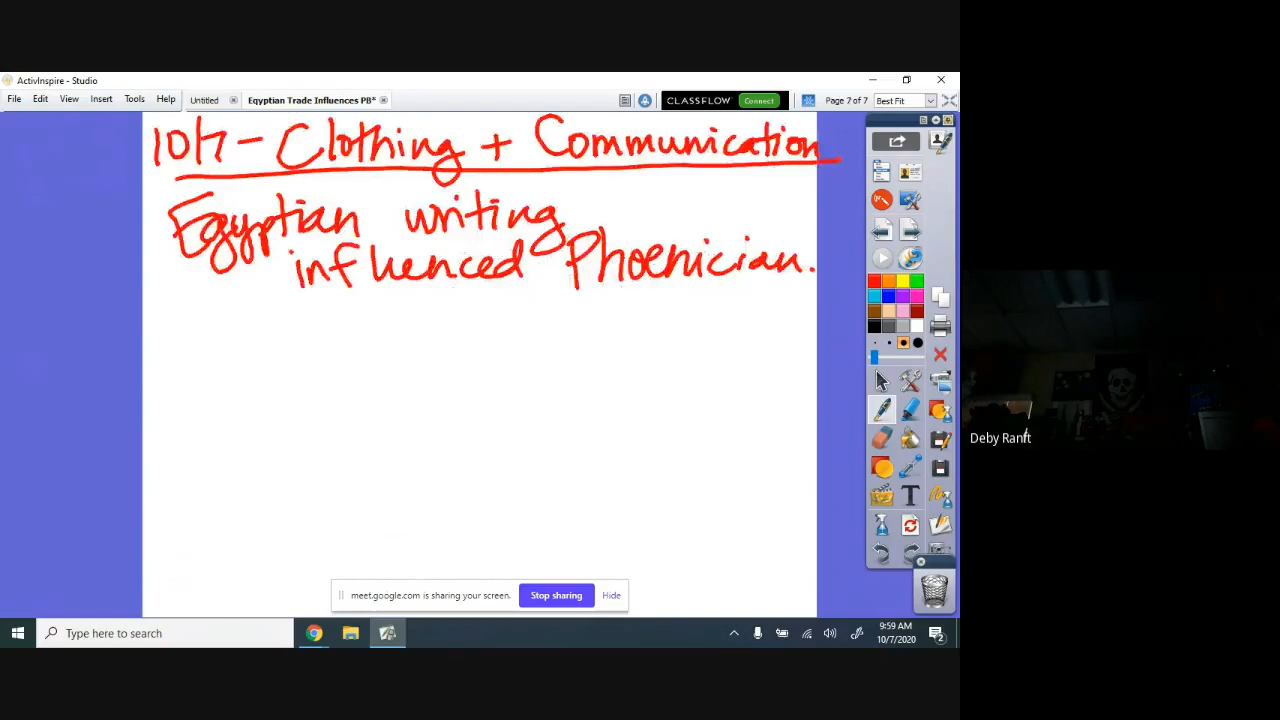 ActivInspire - Studio
File Edit View Insert Tools Help Untitled Egyptian Trade Influences PB* CLASSFLOW Connect Page 7 of 7 Best Fit
10/7 - Clothing + Communication
Egyptian writing
influenced Phoenician.
Deby Ranft
T
meet.google.com is sharing your screen. Stop sharing Hide
Type here to search
9:59 AM
10/7/2020
2